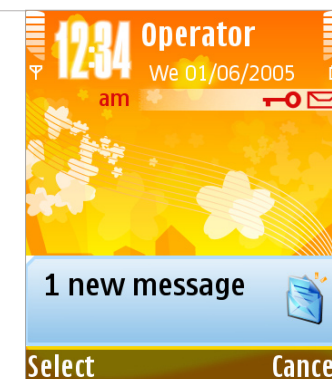 12:34 Operator
We 01/06/2005
am
1 new message
Select Cance